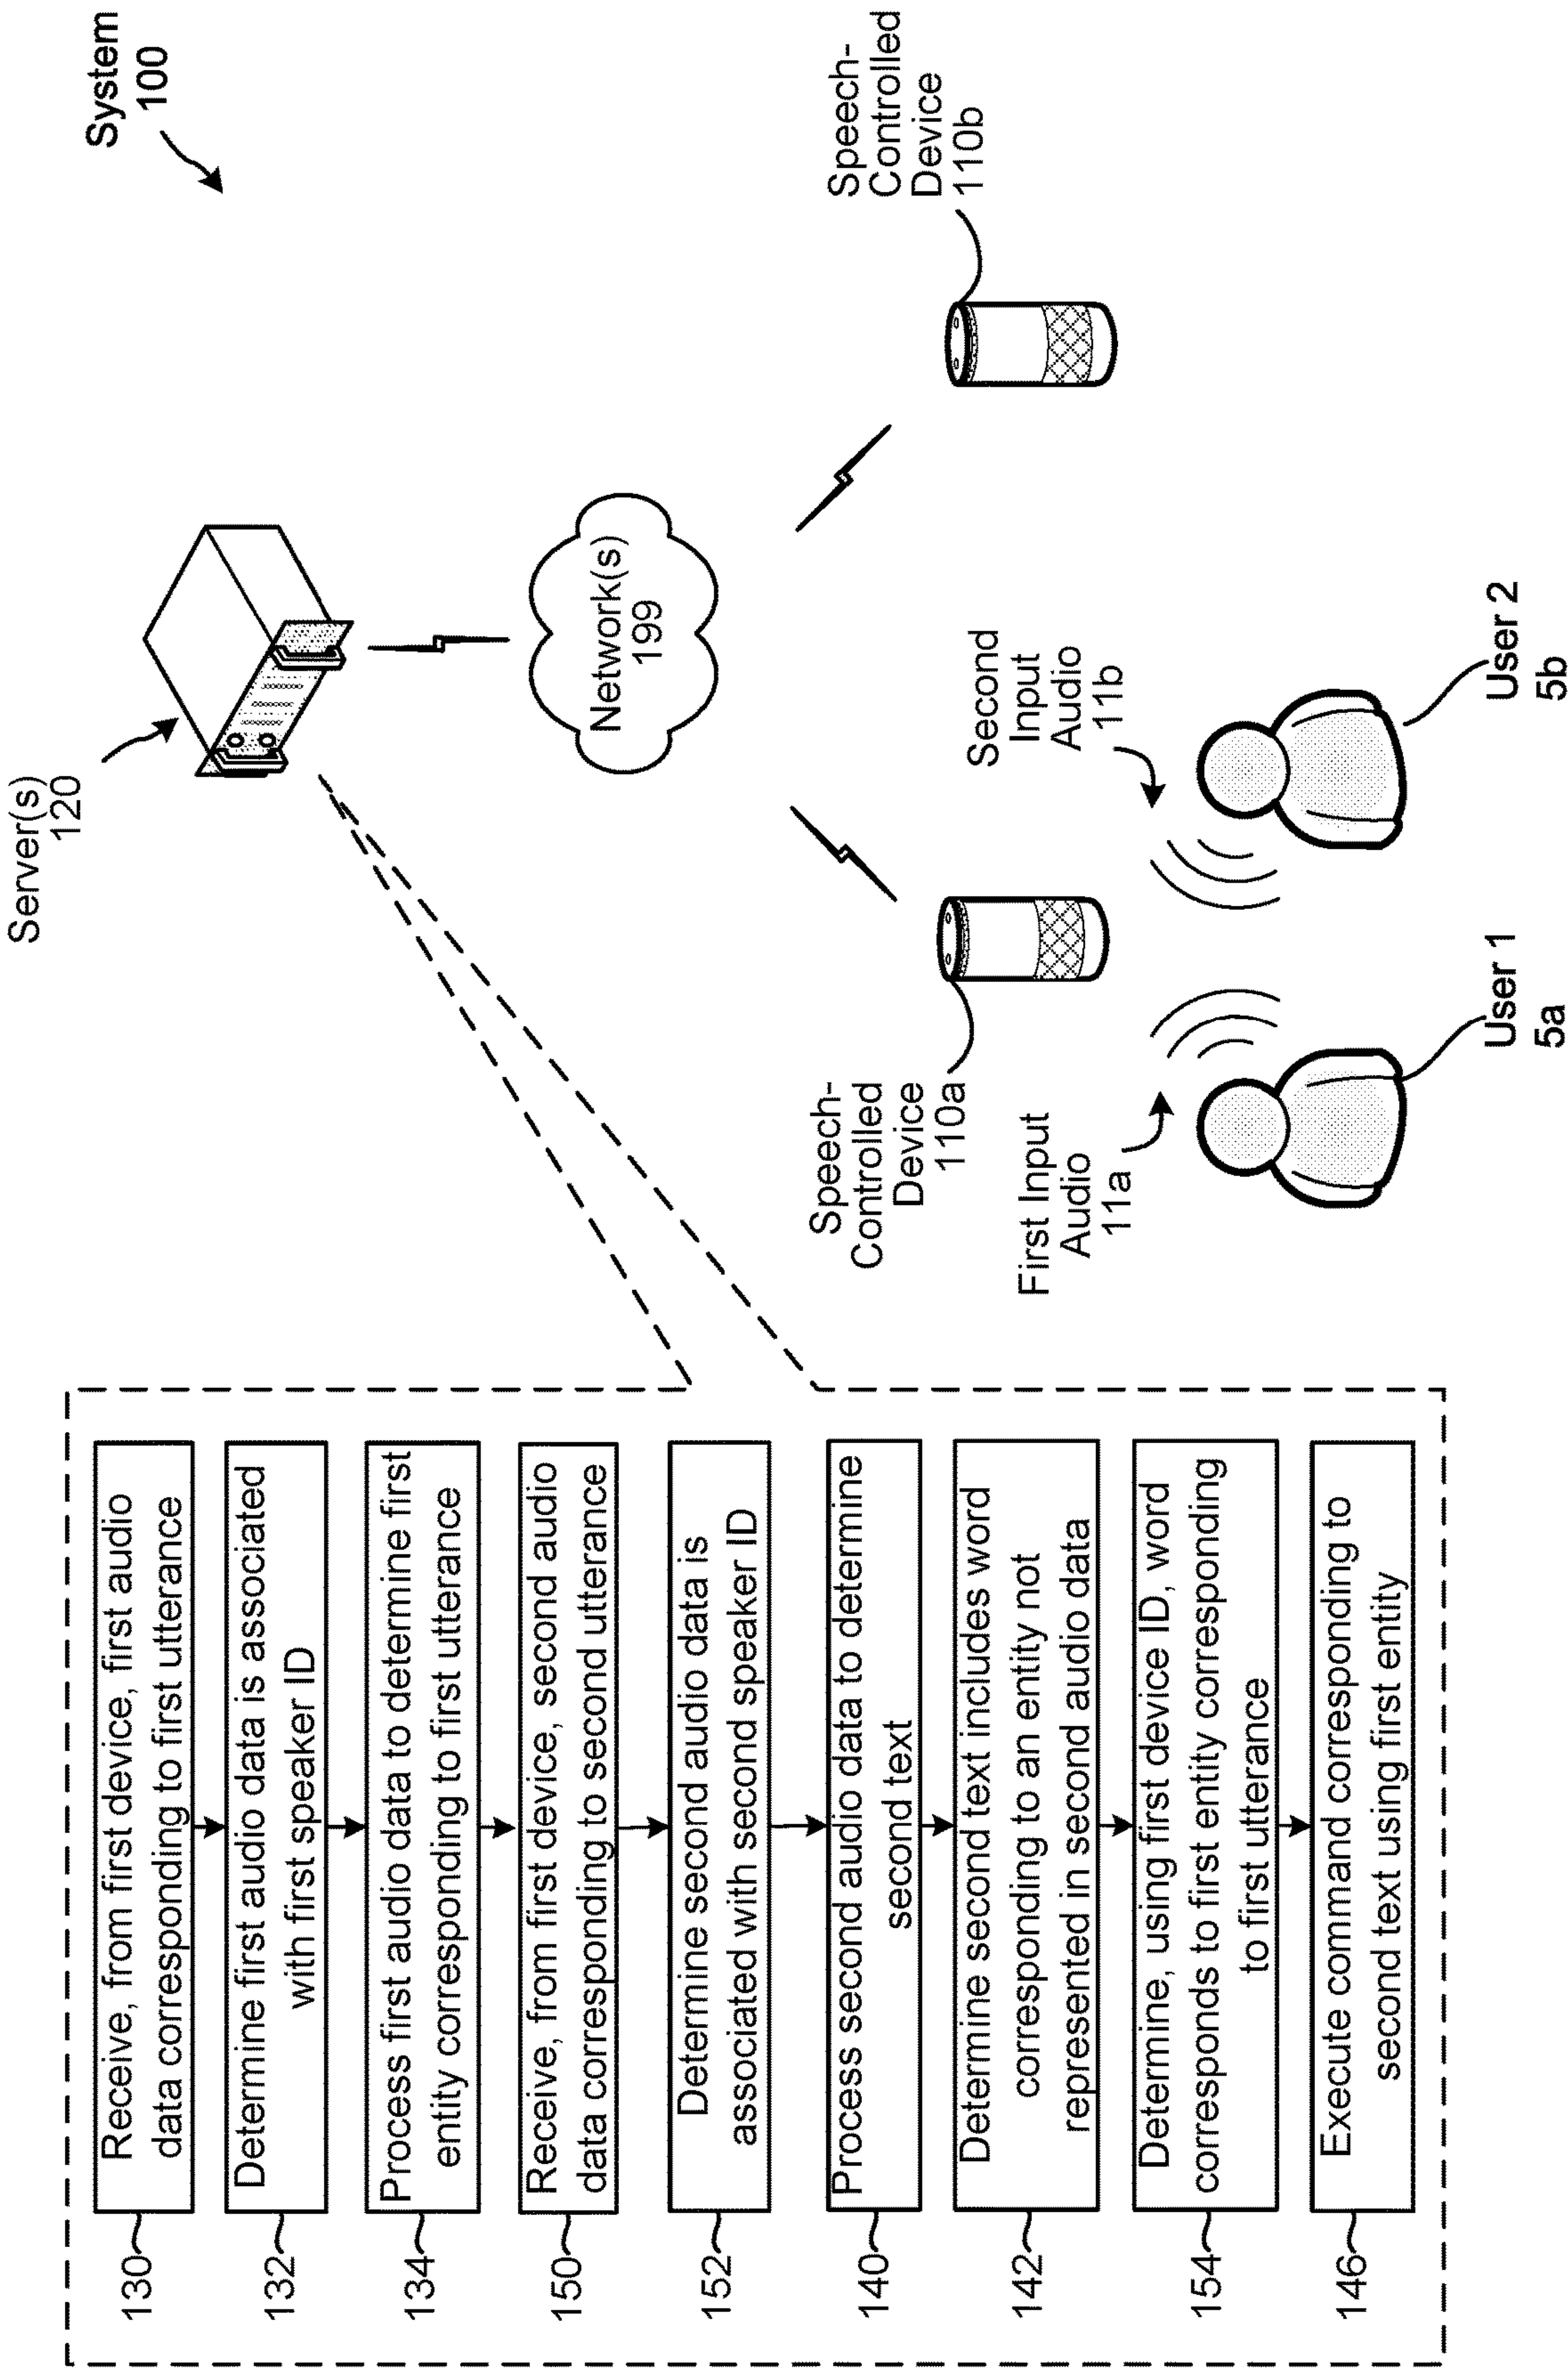 System
100
Server(s)
120
Network(s)
199
Speech-
Controlled
Device
110a
Speech-
Controlled
Device
110b
First Input
Audio
11a
Second
Input
Audio
11b
User 1
5a
User 2
5b
130
Receive, from first device, first audio
data corresponding to first utterance
132
Determine first audio data is associated
with first speaker ID
134
Process first audio data to determine first
entity corresponding to first utterance
150
Receive, from first device, second audio
data corresponding to second utterance
152
Determine second audio data is
associated with second speaker ID
140
Process second audio data to determine
second text
142
Determine second text includes word
corresponding to an entity not
represented in second audio data
154
Determine, using first device ID, word
corresponds to first entity corresponding
to first utterance
146
Execute command corresponding to
second text using first entity